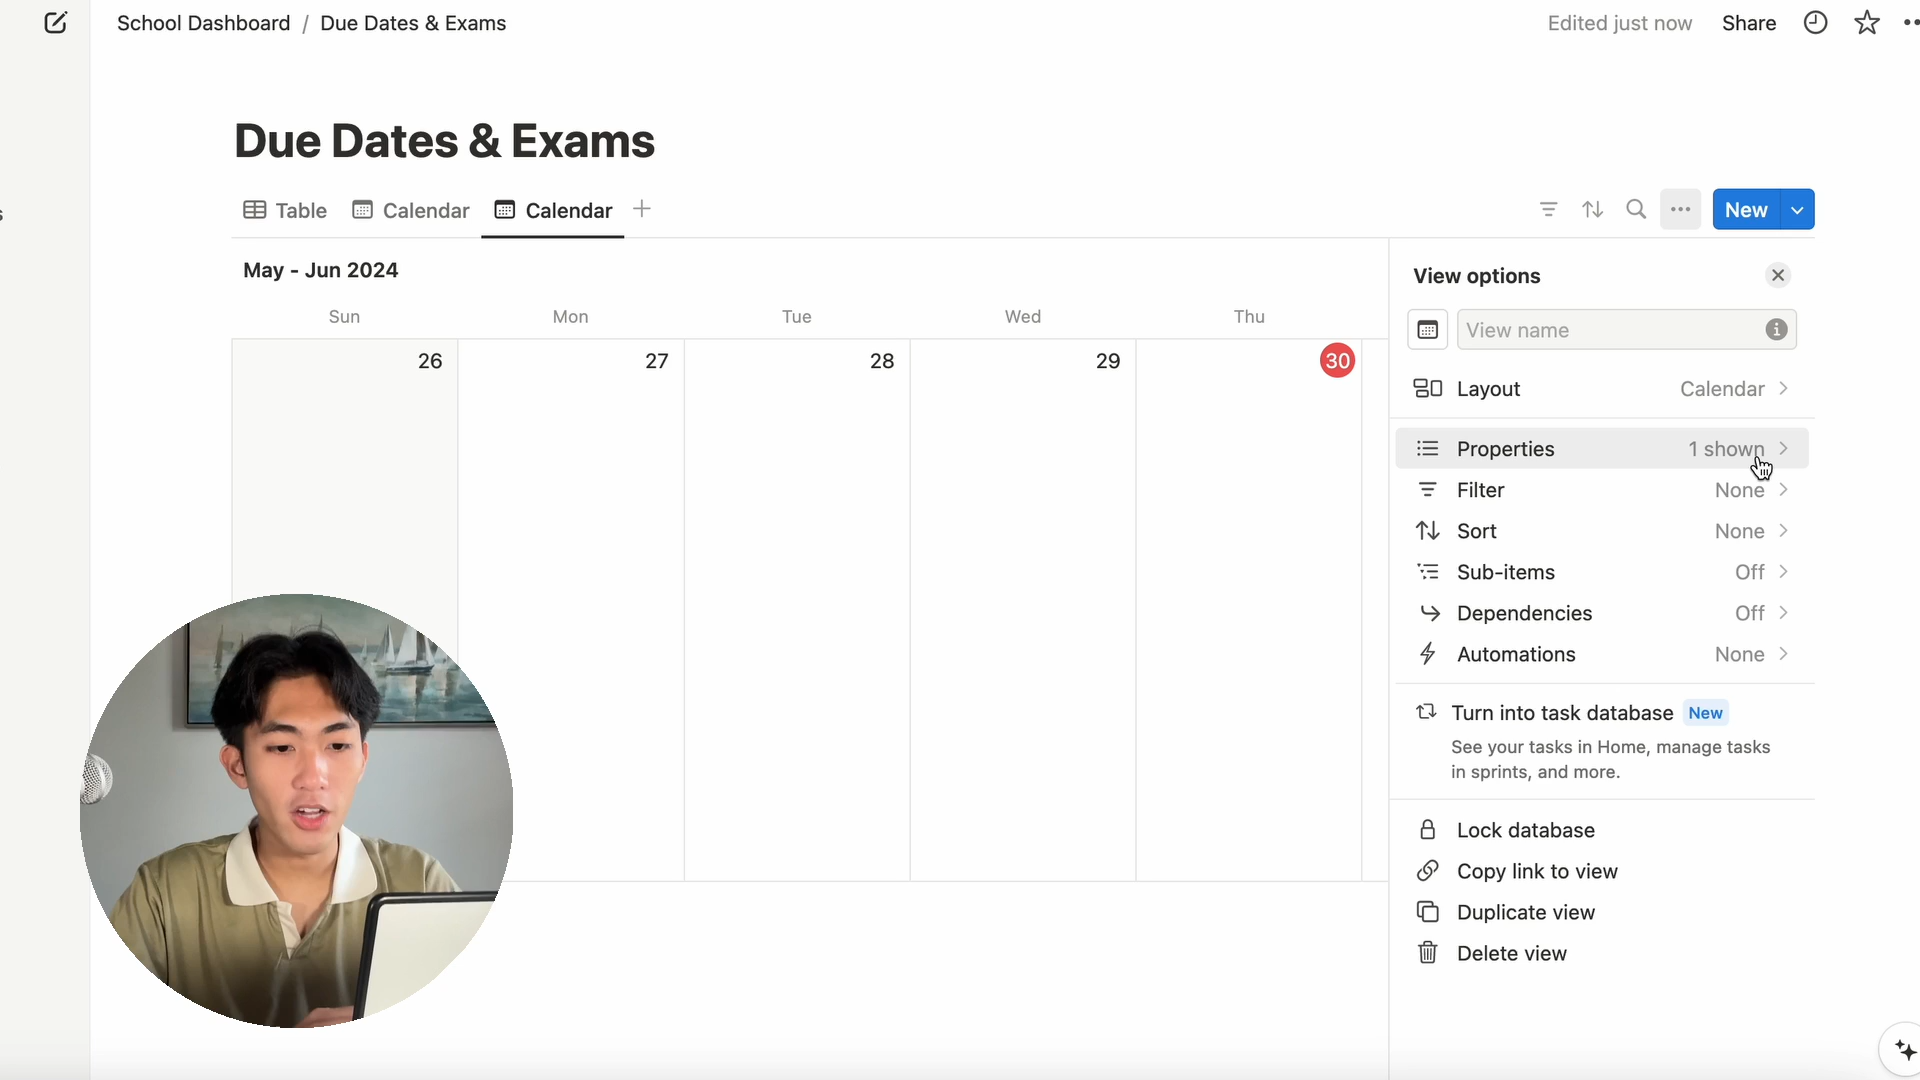 School Dashboard / Due Dates & Exams
Edited just now
Share
Due Dates & Exams
Table
Calendar
Calendar
New
May - Jun 2024
Sun
Mon
Tue
Wed
Thu
26
27
28
29
30
View options
View name
Layout
Calendar
Properties
1 shown
Filter
None
Sort
None
Sub-items
Off
Dependencies
Off
Automations
None
Turn into task database New
See your tasks in Home, manage tasks
in sprints, and more.
Lock database
Copy link to view
Duplicate view
Delete view